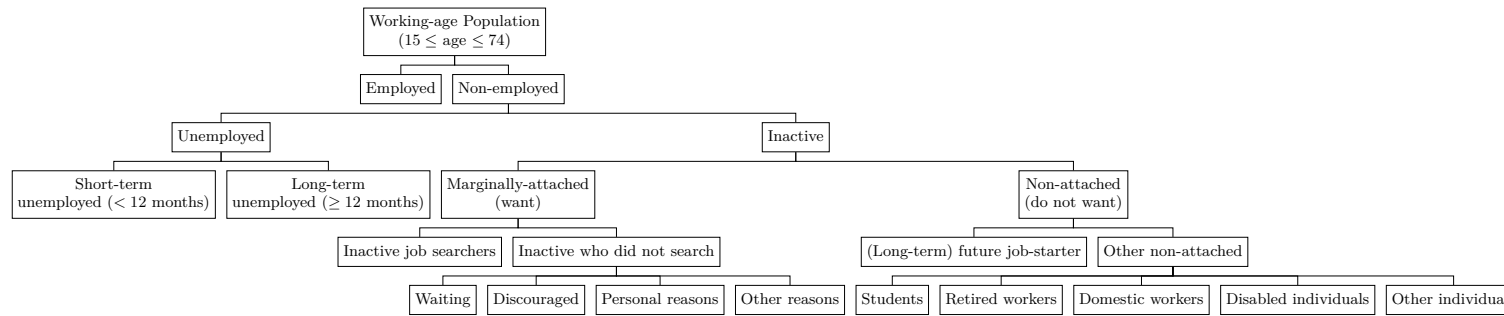 Working-age Population
(15 ≤ age ≤ 74)
Employed
Non-employed
Unemployed
Inactive
Short-term
unemployed (< 12 months)
Long-term
unemployed (≥ 12 months)
Marginally-attached
(want)
Non-attached
(do not want)
Inactive job searchers
Inactive who did not search
(Long-term) future job-starter
Other non-attached
Waiting
Discouraged
Personal reasons
Other reasons
Students
Retired workers
Domestic workers
Disabled individuals
Other individua